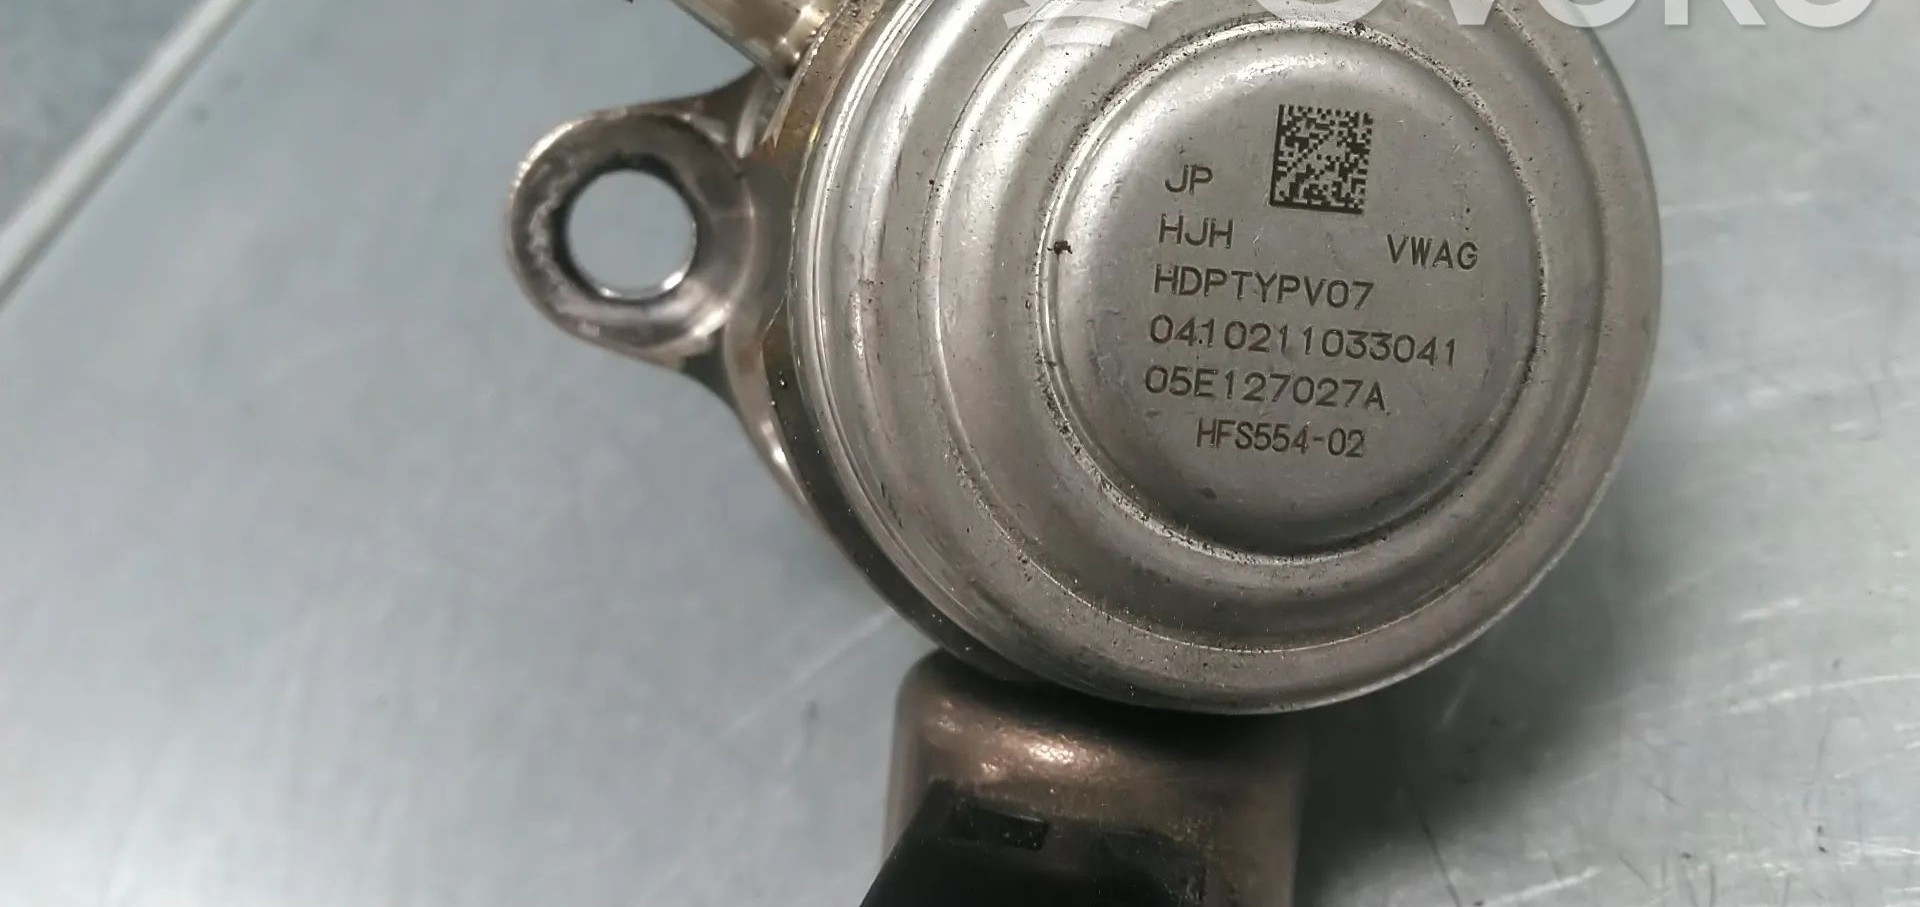 JP
HJH VWAG
HDPTYPV07
0410211033041
05E127027A
HFS554-02